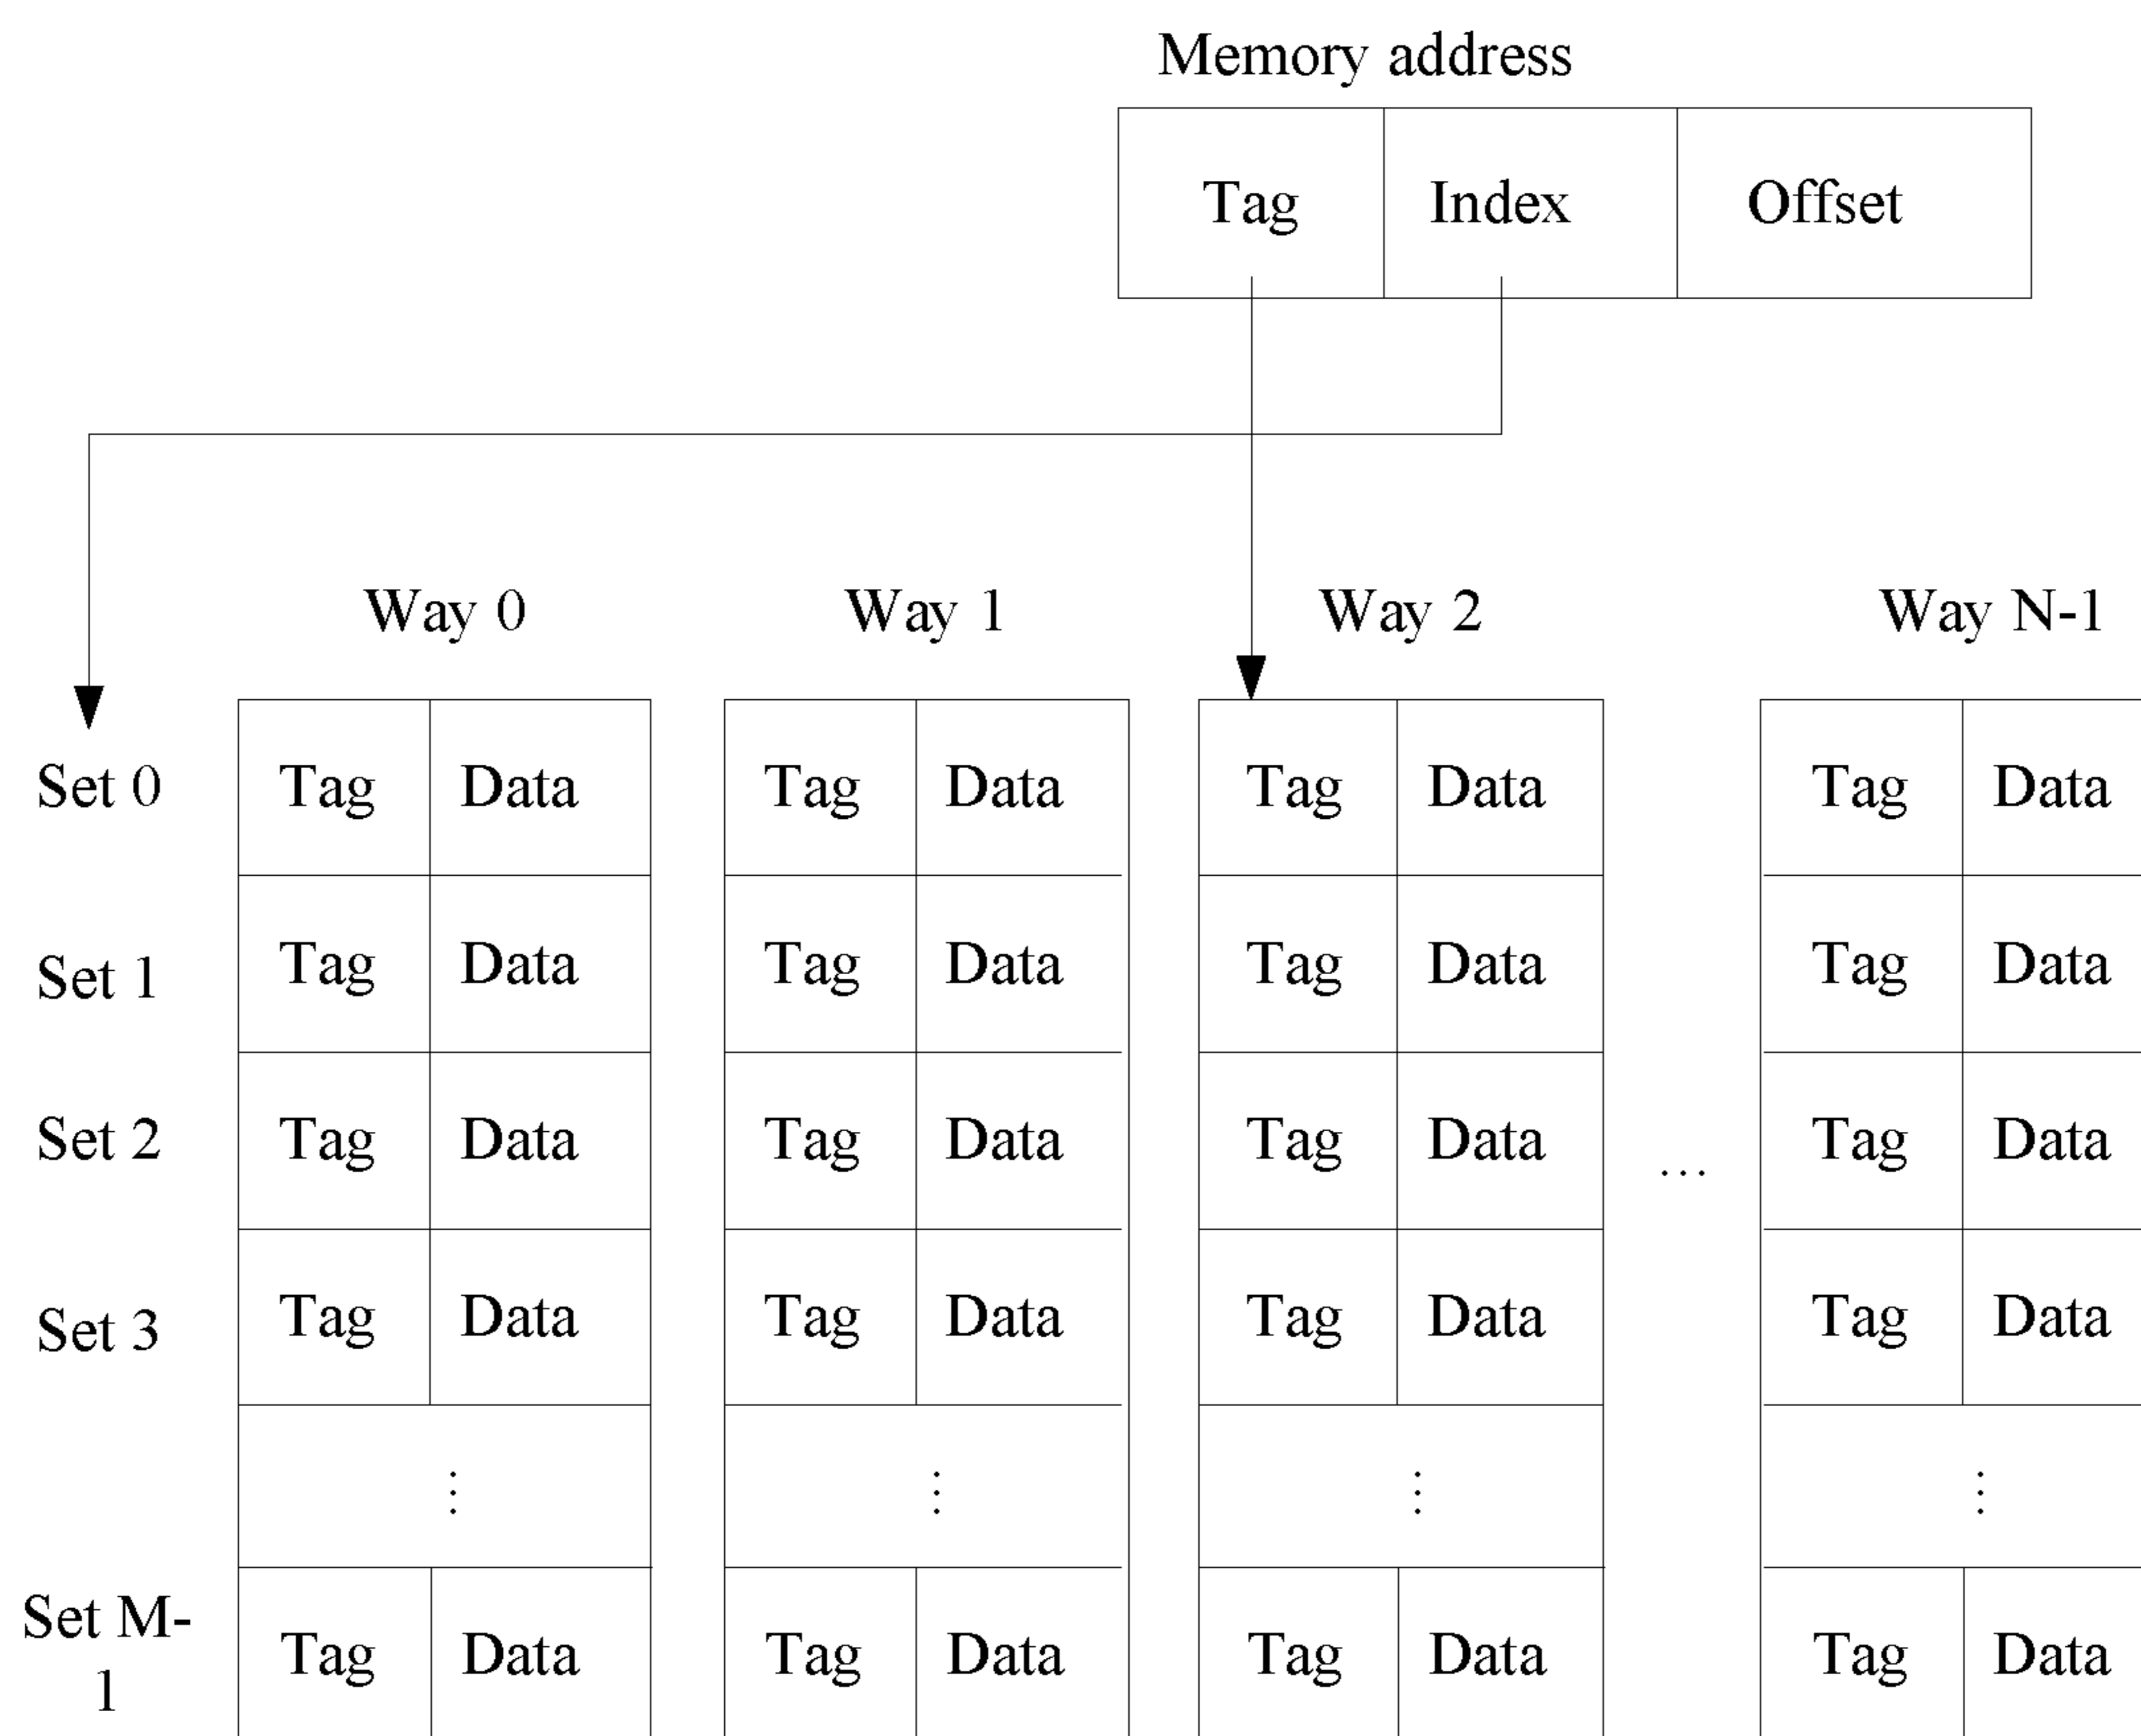 Memory address
Tag Index Offset
Way 0 Way 1 Way 2 Way N-1
Set 0 Tag Data Tag Data Tag Data Tag Data
Set 1 Tag Data Tag Data Tag Data Tag Data
Set 2 Tag Data Tag Data Tag Data ... Tag Data
Set 3 Tag Data Tag Data Tag Data Tag Data
⋮ ⋮ ⋮ ⋮
Set M-
1 Tag Data Tag Data Tag Data Tag Data